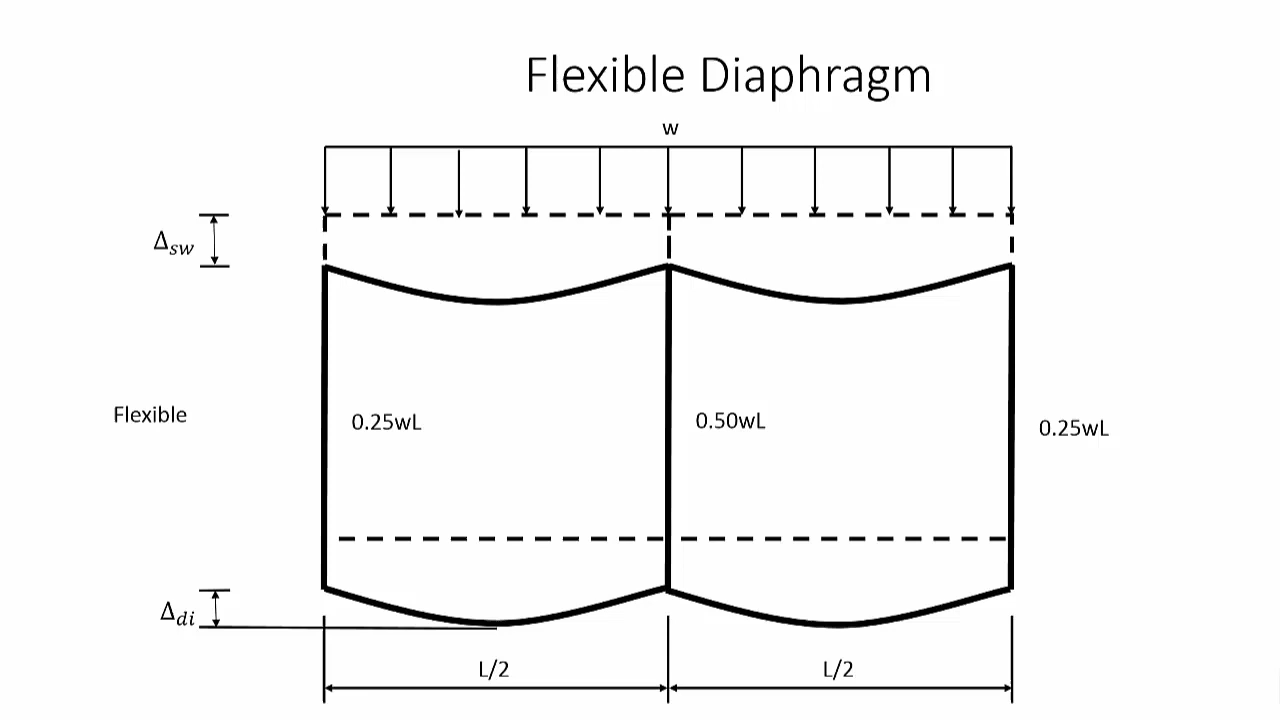 Flexible Diaphragm
w
Δsw
Flexible
0.25wL
0.50wL
0.25wL
Δdi
L/2
L/2